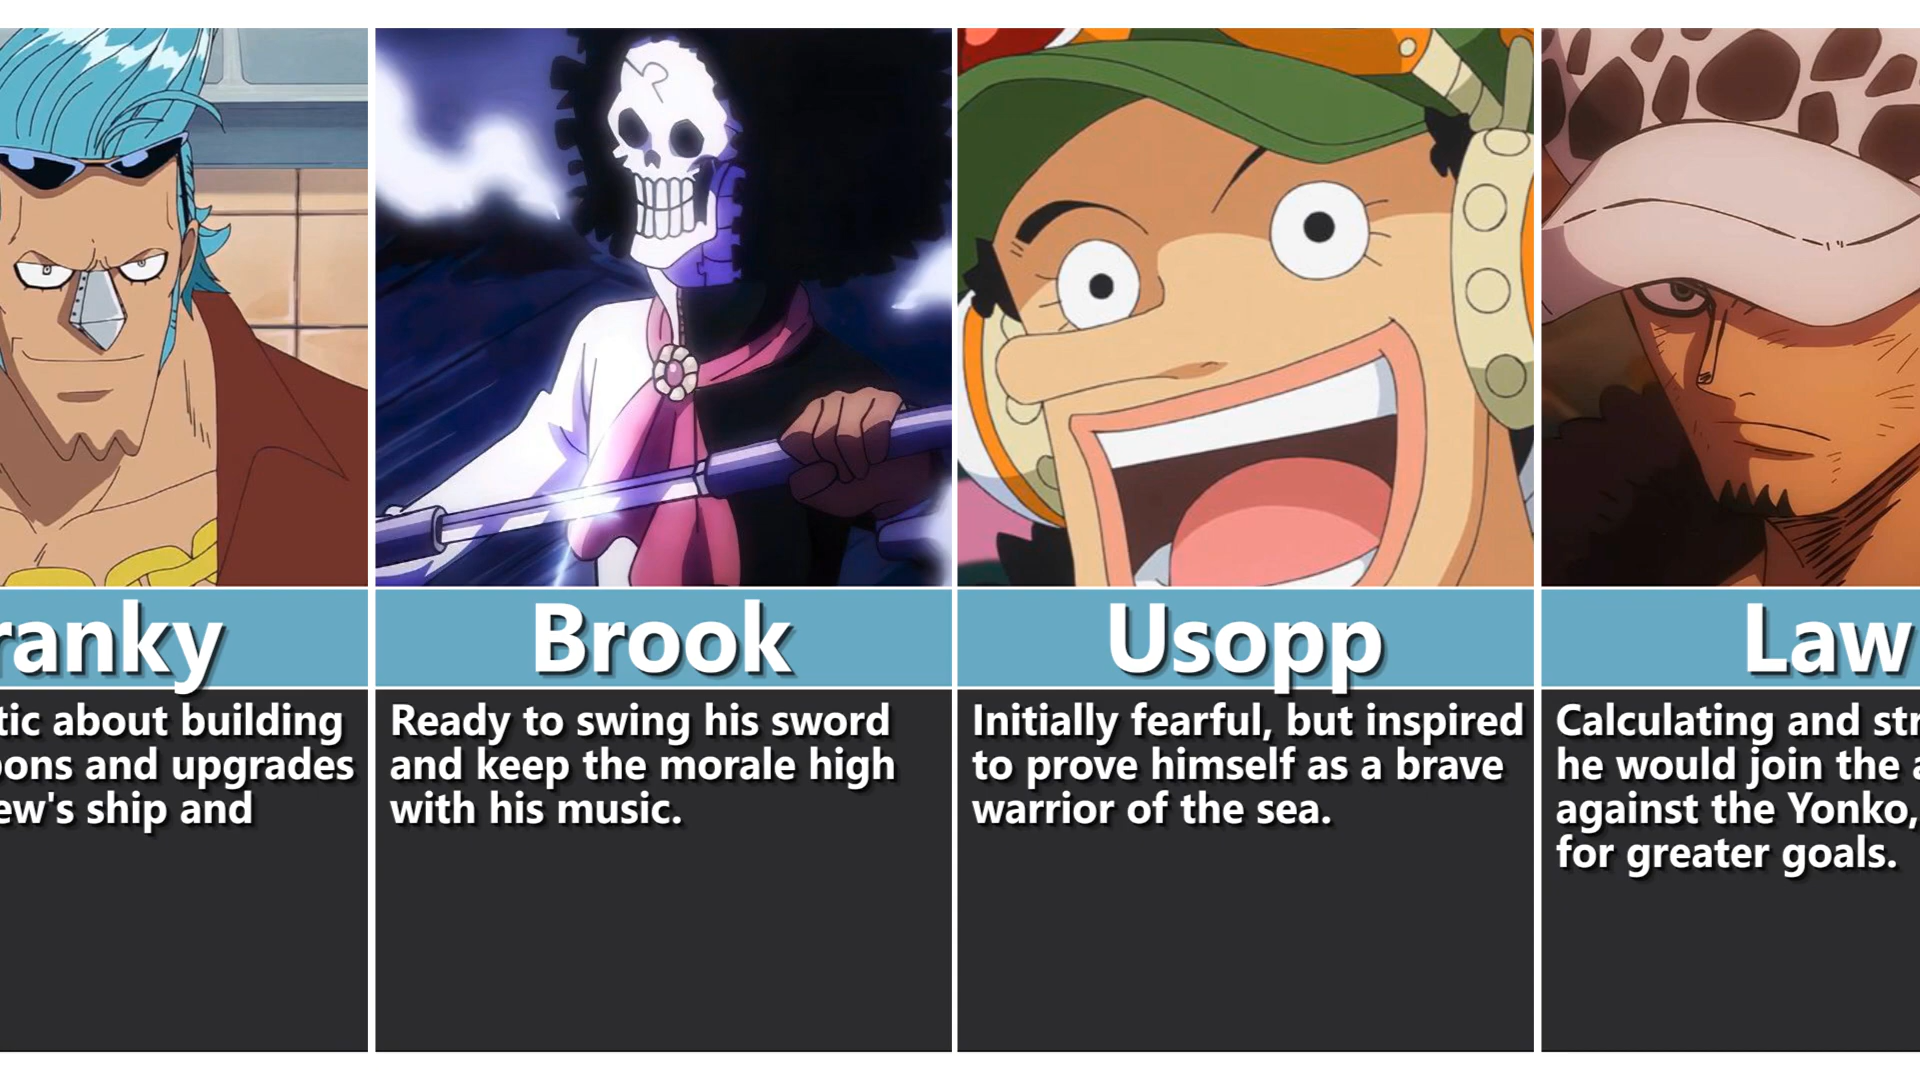 ranky
tic about building
ons and upgrades
ew's ship and
Brook
Ready to swing his sword
and keep the morale high
with his music.
Usopp
Initially fearful, but inspired
to prove himself as a brave
warrior of the sea.
Law
Calculating and str
he would join the a
against the Yonko,
for greater goals.